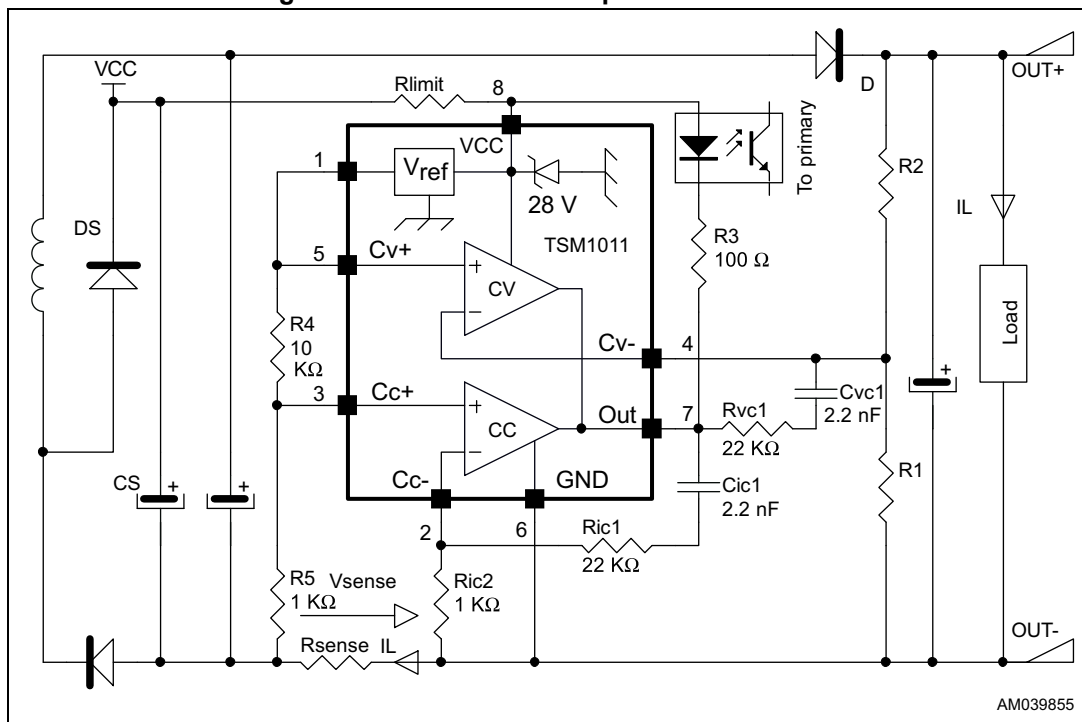 VCC
Rlimit
8
D
OUT+
VCC
1
Vref
28 V
To primary
R2
IL
DS
TSM1011
R3
100 Ω
5
Cv+
CV
+
−
R4
10
KΩ
Cv-
4
Load
3
Cc+
CC
+
−
Out
7
Rvc1
22 KΩ
Cvc1
2.2 nF
+
CS
+
+
Cc-
GND
Cic1
2.2 nF
R1
2
6
Ric1
22 KΩ
R5
1 KΩ
Vsense
Ric2
1 KΩ
Rsense
IL
OUT-
AM039855